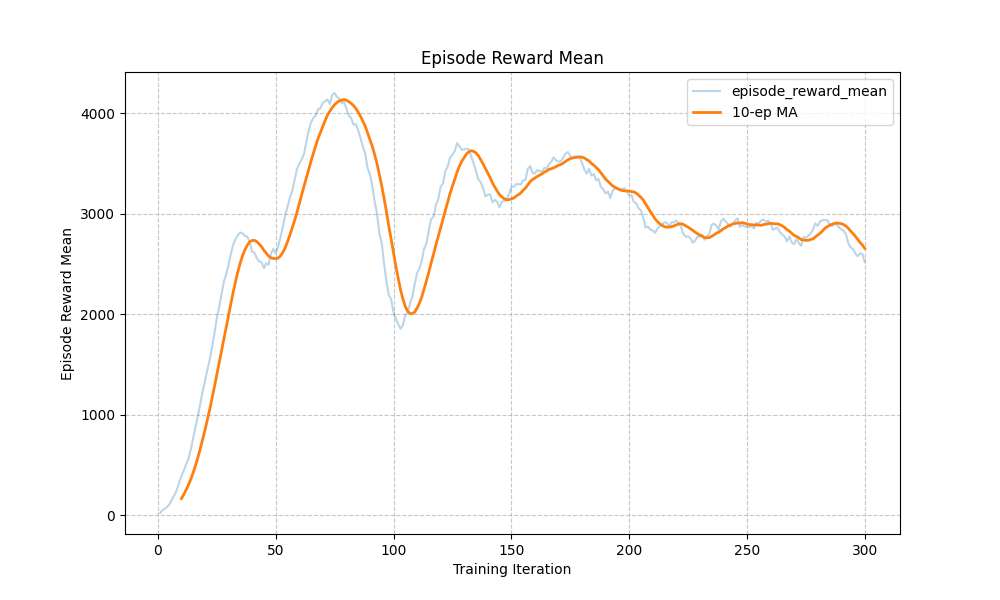 Episode Reward Mean
episode_reward_mean
10-ep MA
Episode Reward Mean
4000
3000
2000
1000
0
0 50 100 150 200 250 300
Training Iteration